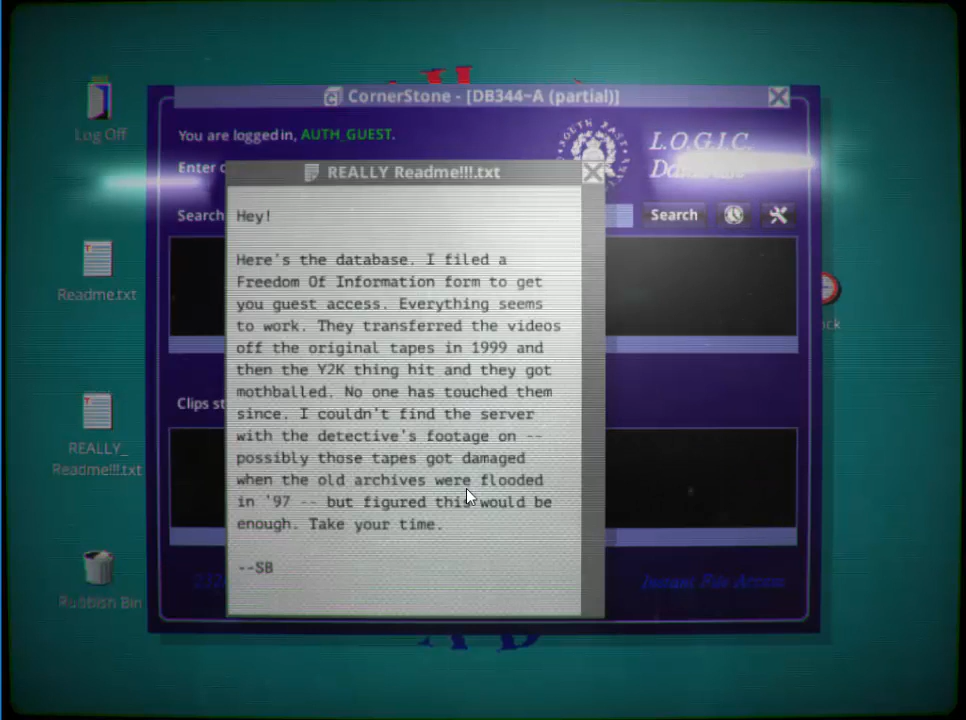 CornerStone - [DB344~A (partial)]
Log Off
You are logged in, AUTH_GUEST.
L.O.G.I.C.
Enter
REALLY Readme!!!.txt
Search
Search
Hey!
Here's the database. I filed a
Freedom Of Information form to get
you guest access. Everything seems
to work. They transferred the videos
off the original tapes in 1999 and
then the Y2K thing hit and they got
mothballed. No one has touched them
since. I couldn't find the server
with the detective's footage on --
possibly those tapes got damaged
when the old archives were flooded
in '97 -- but figured this would be
enough. Take your time.
--SB
Readme.txt
Clips
REALLY_
Readme!!!.txt
Rubbish Bin